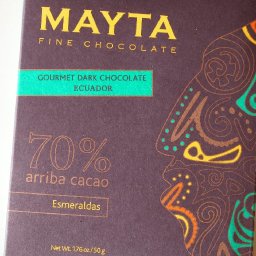 MAYTA
FINE CHOCOLATE
GOURMET DARK CHOCOLATE
ECUADOR
70%
arriba cacao
Esmeraldas
Net Wt. 1.76 oz / 50 g